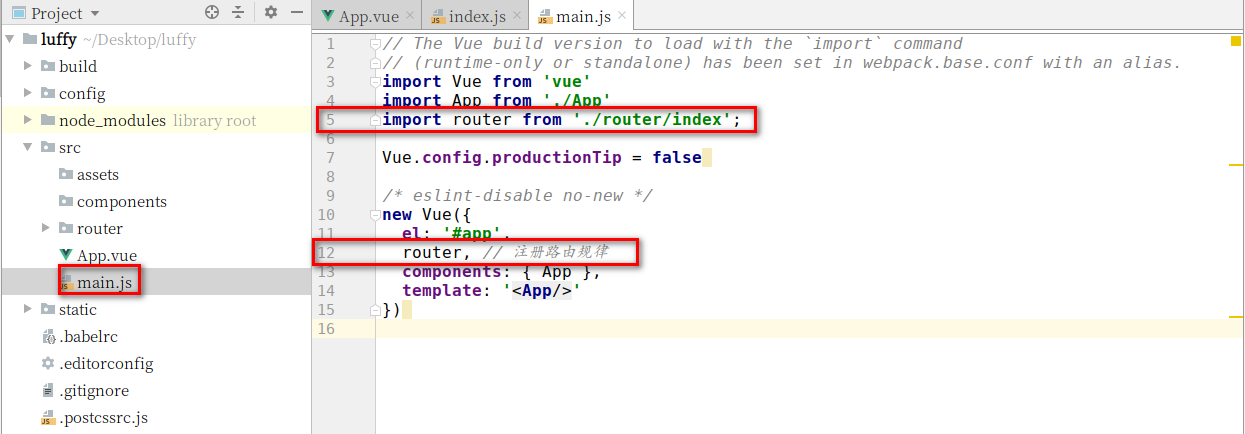 Project
luffy ~/Desktop/luffy
build
config
node_modules library root
src
assets
components
router
App.vue
main.js
static
.babelrc
.editorconfig
.gitignore
.postcssrc.js
App.vue
index.js
main.js
1 // The Vue build version to load with the `import` command
2 // (runtime-only or standalone) has been set in webpack.base.conf with an alias.
3 import Vue from 'vue'
4 import App from './App'
5 import router from './router/index';
6
7 Vue.config.productionTip = false
8
9 /* eslint-disable no-new */
10 new Vue({
11 el: '#app',
12 router, // 注册路由规律
13 components: { App },
14 template: '<App/>'
15 })
16